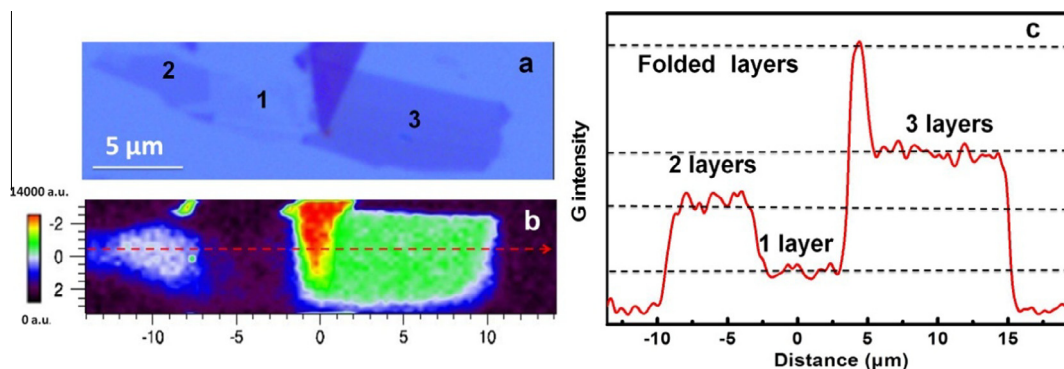 a
2
1
3
5 µm
14000 a.u.
0 a.u.
b
-2
0
2
-10
-5
0
5
10
c
Folded layers
3 layers
2 layers
1 layer
G intensity
-10
-5
0
5
10
15
Distance (µm)